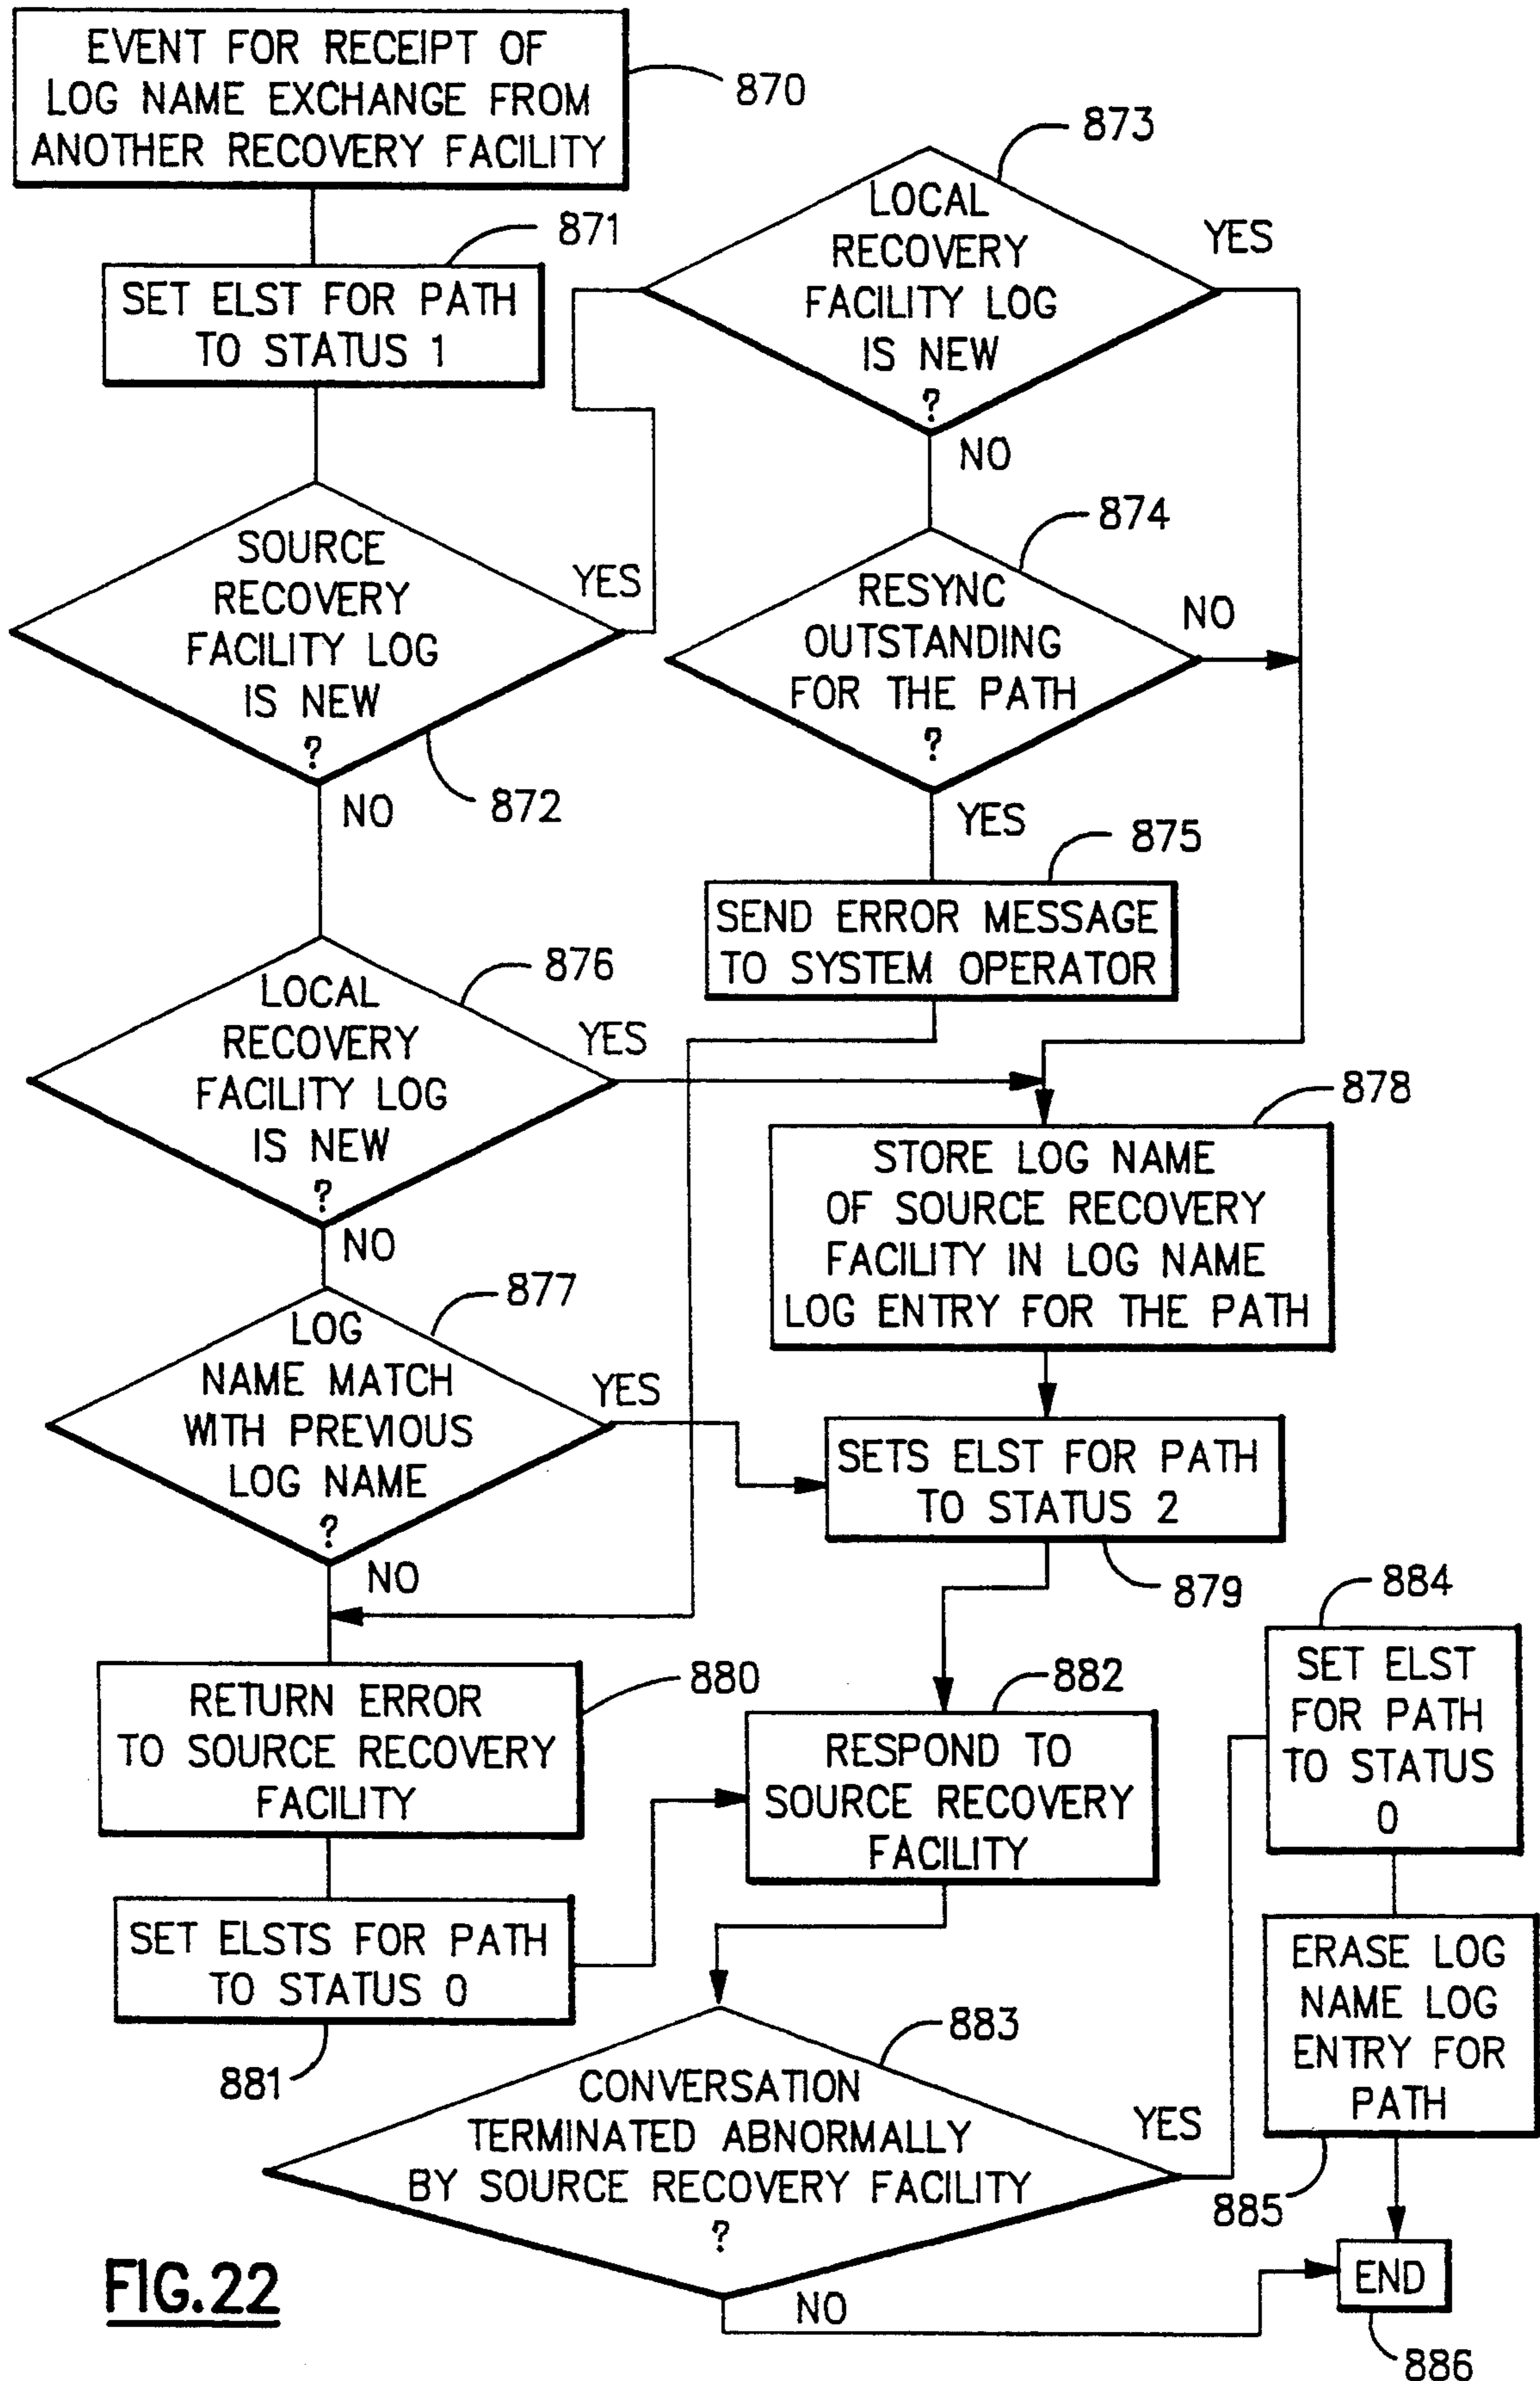 EVENT FOR RECEIPT OF
LOG NAME EXCHANGE FROM
ANOTHER RECOVERY FACILITY
870
871
SET ELST FOR PATH
TO STATUS 1
SOURCE
RECOVERY
FACILITY LOG
IS NEW
?
YES
872
NO
873
LOCAL
RECOVERY
FACILITY LOG
IS NEW
?
YES
NO
874
RESYNC
OUTSTANDING
FOR THE PATH
?
NO
YES
875
SEND ERROR MESSAGE
TO SYSTEM OPERATOR
876
LOCAL
RECOVERY
FACILITY LOG
IS NEW
?
YES
NO
877
LOG
NAME MATCH
WITH PREVIOUS
LOG NAME
?
YES
NO
878
STORE LOG NAME
OF SOURCE RECOVERY
FACILITY IN LOG NAME
LOG ENTRY FOR THE PATH
SETS ELST FOR PATH
TO STATUS 2
879
880
RETURN ERROR
TO SOURCE RECOVERY
FACILITY
SET ELSTS FOR PATH
TO STATUS 0
881
882
RESPOND TO
SOURCE RECOVERY
FACILITY
883
CONVERSATION
TERMINATED ABNORMALLY
BY SOURCE RECOVERY FACILITY
?
YES
NO
884
SET ELST
FOR PATH
TO STATUS
0
ERASE LOG
NAME LOG
ENTRY FOR
PATH
885
END
886
FIG.22